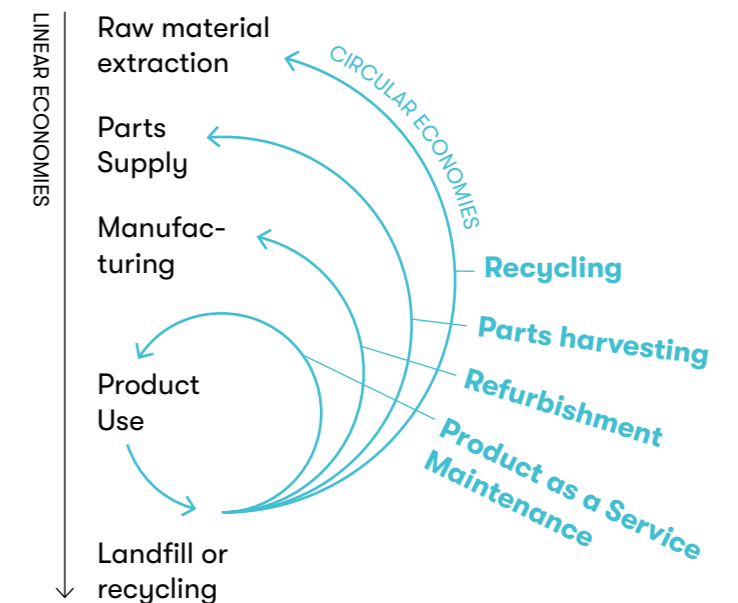 LINEAR ECONOMIES
Raw material
extraction
CIRCULAR ECONOMIES
Parts
Supply
Manufac-
turing
Recycling
Parts harvesting
Refurbishment
Product
Use
Product as a Service
Maintenance
Landfill or
recycling